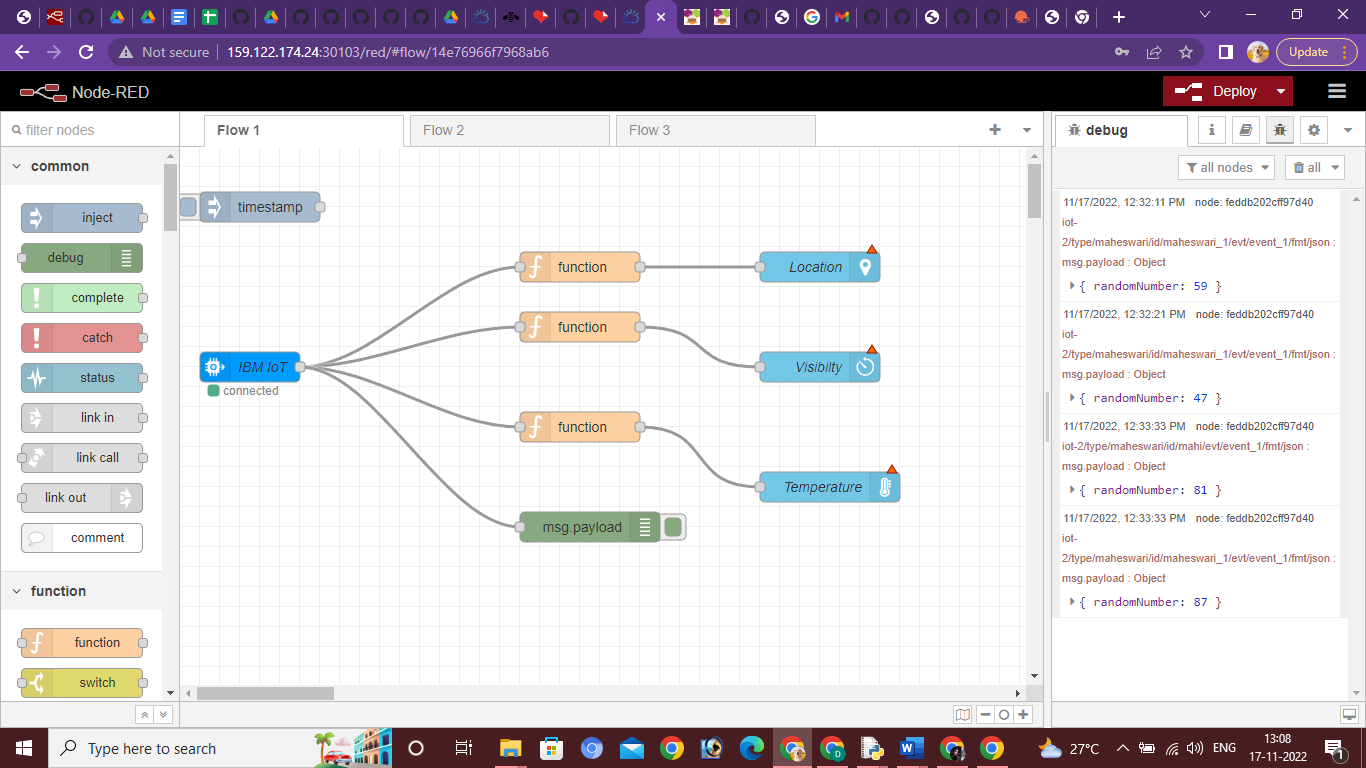 Not secure
159.122.174.24:30103/red/#flow/14e76966f7968ab6
Update
Node-RED
Deploy
filter nodes
Flow 1
Flow 2
Flow 3
debug
all nodes
all
common
inject
debug
complete
catch
status
link in
link call
link out
comment
function
function
switch
timestamp
function
Location
function
IBM IoT
connected
Visibilty
function
Temperature
msg.payload
11/17/2022, 12:32:11 PM node: feddb202cff97d40
iot-
2/type/maheswari/id/maheswari_1/evt/event_1/fmt/json :
msg.payload : Object
{ randomNumber: 59 }
11/17/2022, 12:32:21 PM node: feddb202cff97d40
iot-
2/type/maheswari/id/maheswari_1/evt/event_1/fmt/json :
msg.payload : Object
{ randomNumber: 47 }
11/17/2022, 12:33:33 PM node: feddb202cff97d40
iot-2/type/maheswari/id/mahi/evt/event_1/fmt/json :
msg.payload : Object
{ randomNumber: 81 }
11/17/2022, 12:33:33 PM node: feddb202cff97d40
iot-
2/type/maheswari/id/maheswari_1/evt/event_1/fmt/json :
msg.payload : Object
{ randomNumber: 87 }
Type here to search
27°C
ENG
13:08
17-11-2022
1